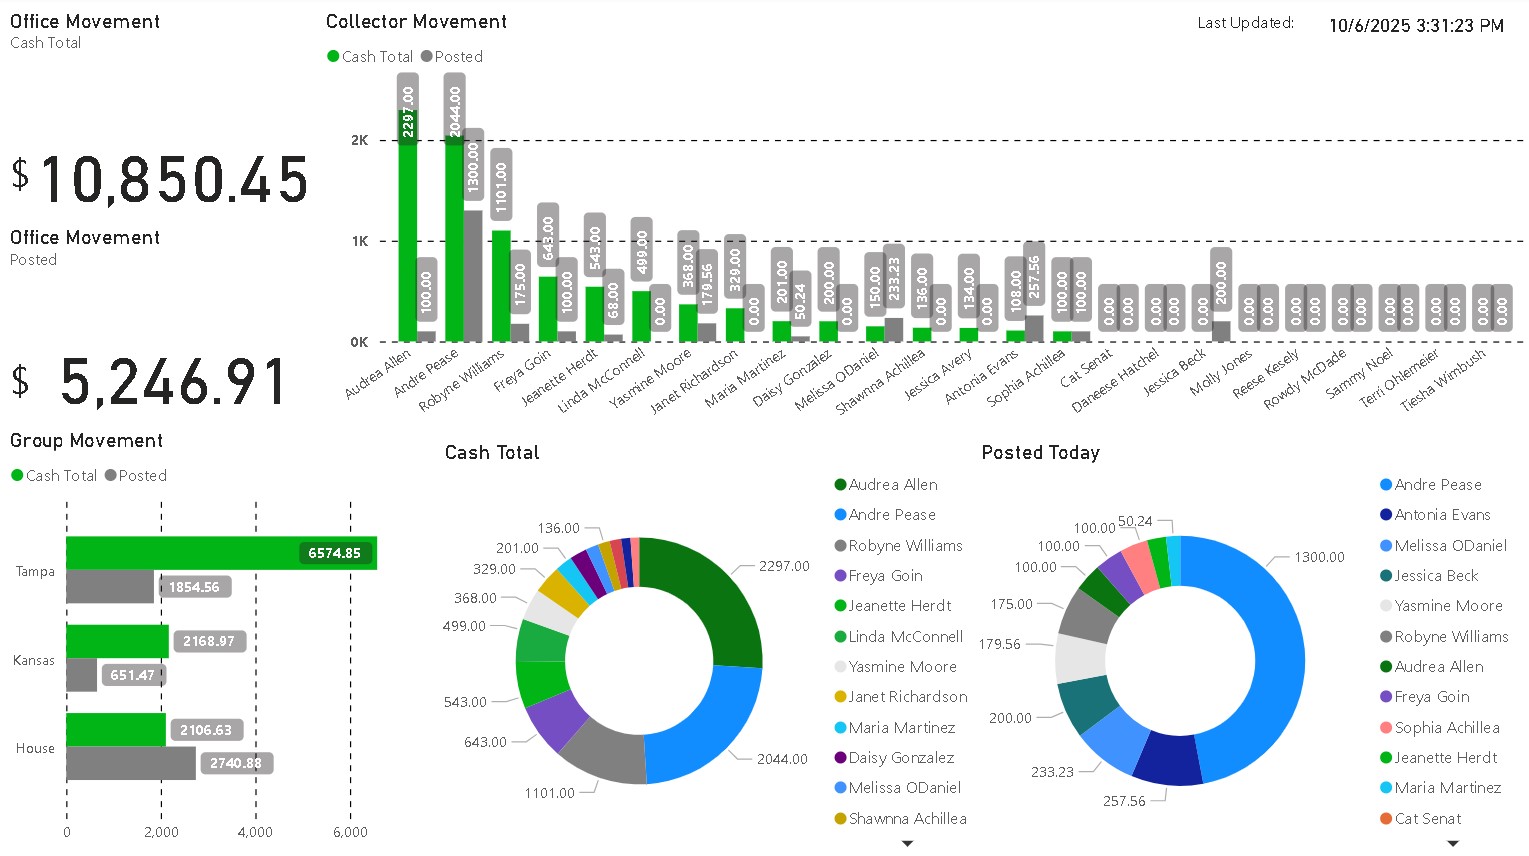 Office Movement
Cash Total
$ 10,850.45
Office Movement
Posted
$ 5,246.91
Collector Movement
Cash Total Posted
Last Updated: 10/6/2025 3:31:23 PM
2K
1K
0K
2297.00
100.00
2044.00
1300.00
1101.00
175.00
643.00
100.00
543.00
68.00
499.00
0.00
368.00
179.56
329.00
0.00
201.00
50.24
200.00
0.00
150.00
233.23
136.00
0.00
134.00
0.00
108.00
257.56
100.00
100.00
0.00
0.00
0.00
0.00
0.00
200.00
0.00
0.00
0.00
0.00
0.00
0.00
0.00
0.00
0.00
0.00
0.00
0.00
Audrea Allen
Andre Pease
Robyne Williams
Freya Goin
Jeanette Herdt
Linda McConnell
Yasmine Moore
Janet Richardson
Maria Martinez
Daisy Gonzalez
Melissa ODaniel
Shawnna Achillea
Jessica Avery
Antonia Evans
Sophia Achillea
Cat Senat
Daneese Hatchel
Jessica Beck
Molly Jones
Reese Kesely
Rowdy McDade
Sammy Noel
Terri Ohlemeier
Tiesha Wimbush
Group Movement
Cash Total Posted
Tampa
6574.85
1854.56
Kansas
2168.97
651.47
House
2106.63
2740.88
0 2,000 4,000 6,000
Cash Total
136.00
201.00
329.00
368.00
499.00
543.00
643.00
1101.00
2044.00
2297.00
Audrea Allen
Andre Pease
Robyne Williams
Freya Goin
Jeanette Herdt
Linda McConnell
Yasmine Moore
Janet Richardson
Maria Martinez
Daisy Gonzalez
Melissa ODaniel
Shawnna Achillea
Posted Today
50.24
100.00
100.00
100.00
175.00
179.56
200.00
233.23
257.56
1300.00
Andre Pease
Antonia Evans
Melissa ODaniel
Jessica Beck
Yasmine Moore
Robyne Williams
Audrea Allen
Freya Goin
Sophia Achillea
Jeanette Herdt
Maria Martinez
Cat Senat